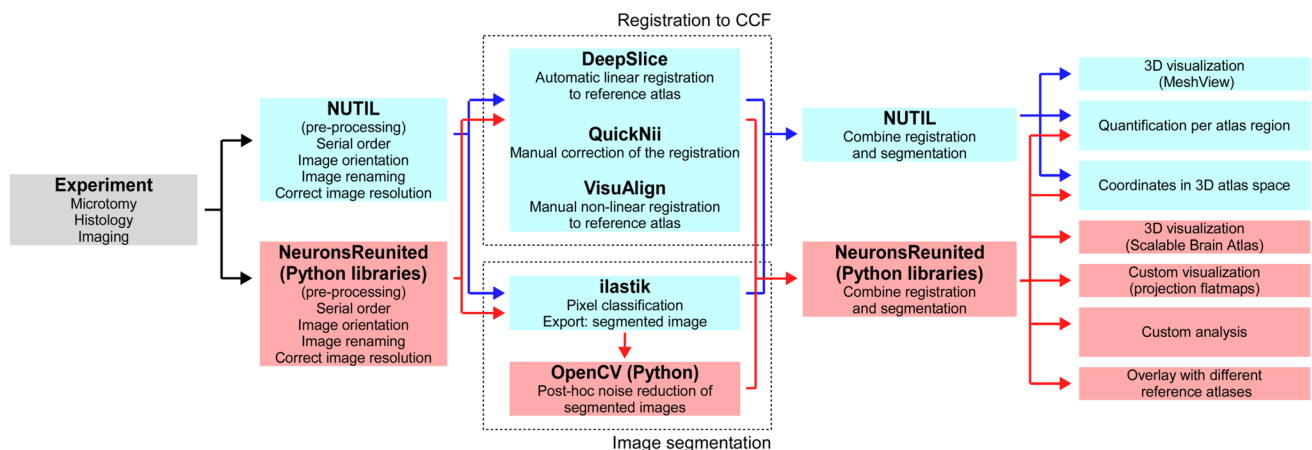 Experiment
Microtomy
Histology
Imaging
NUTIL
(pre-processing)
Serial order
Image orientation
Image renaming
Correct image resolution
NeuronsReunited
(Python libraries)
(pre-processing)
Serial order
Image orientation
Image renaming
Correct image resolution
Registration to CCF
DeepSlice
Automatic linear registration
to reference atlas
QuickNii
Manual correction of the registration
VisuAlign
Manual non-linear registration
to reference atlas
ilastik
Pixel classification
Export: segmented image
OpenCV (Python)
Post-hoc noise reduction of
segmented images
Image segmentation
NUTIL
Combine registration
and segmentation
NeuronsReunited
(Python libraries)
Combine registration
and segmentation
3D visualization
(MeshView)
Quantification per atlas region
Coordinates in 3D atlas space
3D visualization
(Scalable Brain Atlas)
Custom visualization
(projection flatmaps)
Custom analysis
Overlay with different
reference atlases